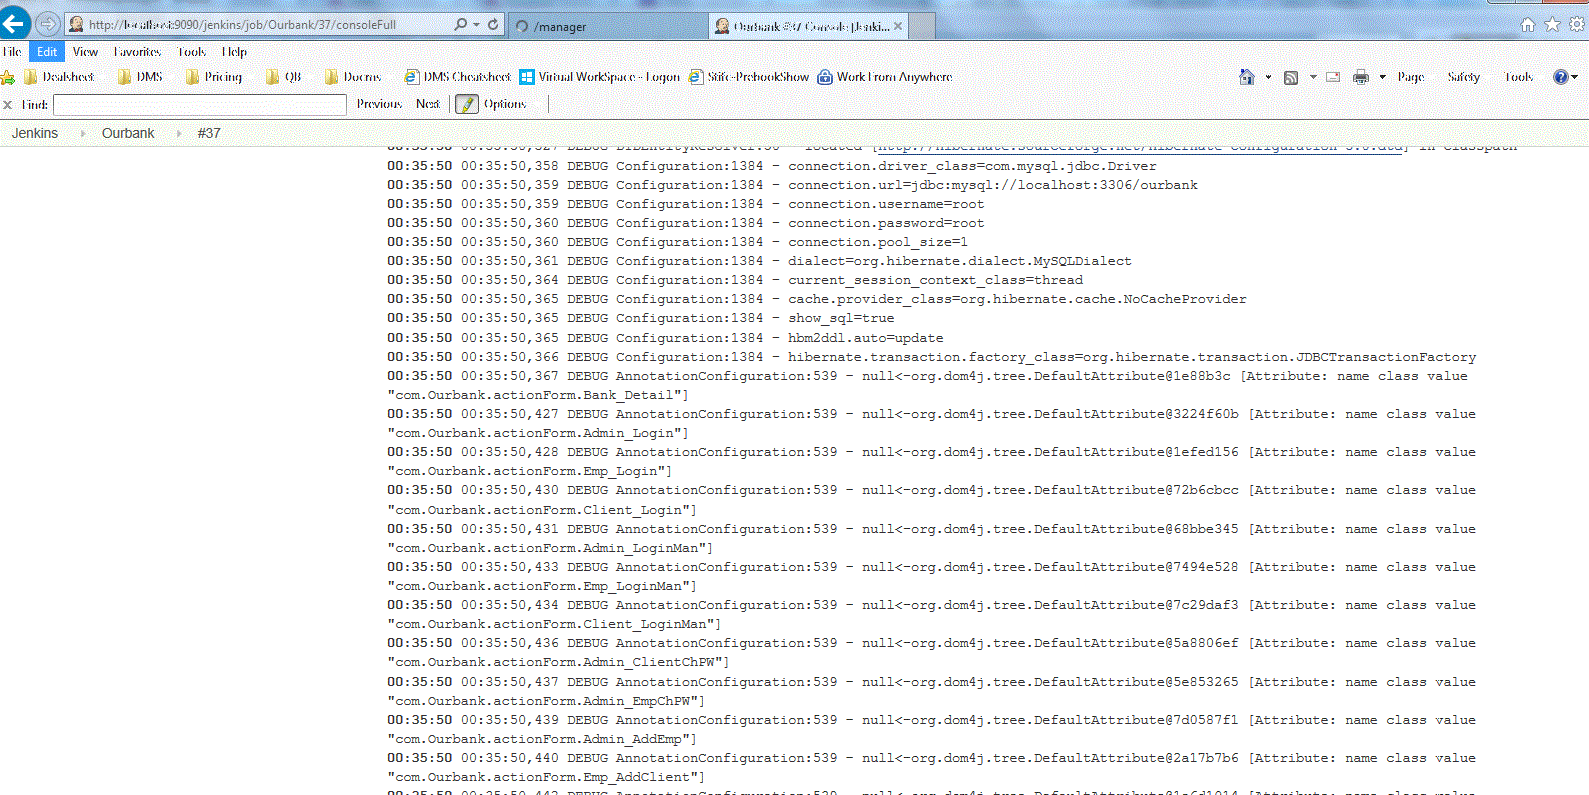 http://localhost:9090/jenkins/job/Ourbank/37/consoleFull
/manager
Ourbank #37 Console [Jenki...
File Edit View Favorites Tools Help
Dealsheet DMS Pricing QB Docrns DMS Cheatsheet Virtual WorkSpace - Logon Stifc-PrebookShow Work From Anywhere Page Safety Tools
Find: Previous Next Options
Jenkins Ourbank #37
00:35:50 00:35:50,327 DEBUG DTDEntityResolver:56 - located [http://hibernate.sourceforge.net/hibernate-configuration-3.0.dtd] in classpath
00:35:50 00:35:50,358 DEBUG Configuration:1384 - connection.driver_class=com.mysql.jdbc.Driver
00:35:50 00:35:50,359 DEBUG Configuration:1384 - connection.url=jdbc:mysql://localhost:3306/ourbank
00:35:50 00:35:50,359 DEBUG Configuration:1384 - connection.username=root
00:35:50 00:35:50,360 DEBUG Configuration:1384 - connection.password=root
00:35:50 00:35:50,360 DEBUG Configuration:1384 - connection.pool_size=1
00:35:50 00:35:50,361 DEBUG Configuration:1384 - dialect=org.hibernate.dialect.MySQLDialect
00:35:50 00:35:50,364 DEBUG Configuration:1384 - current_session_context_class=thread
00:35:50 00:35:50,365 DEBUG Configuration:1384 - cache.provider_class=org.hibernate.cache.NoCacheProvider
00:35:50 00:35:50,365 DEBUG Configuration:1384 - show_sql=true
00:35:50 00:35:50,365 DEBUG Configuration:1384 - hbm2ddl.auto=update
00:35:50 00:35:50,366 DEBUG Configuration:1384 - hibernate.transaction.factory_class=org.hibernate.transaction.JDBCTransactionFactory
00:35:50 00:35:50,367 DEBUG AnnotationConfiguration:539 - null<-org.dom4j.tree.DefaultAttribute@1e88b3c [Attribute: name class value
"com.Ourbank.actionForm.Bank_Detail"]
00:35:50 00:35:50,427 DEBUG AnnotationConfiguration:539 - null<-org.dom4j.tree.DefaultAttribute@3224f60b [Attribute: name class value
"com.Ourbank.actionForm.Admin_Login"]
00:35:50 00:35:50,428 DEBUG AnnotationConfiguration:539 - null<-org.dom4j.tree.DefaultAttribute@1efed156 [Attribute: name class value
"com.Ourbank.actionForm.Emp_Login"]
00:35:50 00:35:50,430 DEBUG AnnotationConfiguration:539 - null<-org.dom4j.tree.DefaultAttribute@72b6cbcc [Attribute: name class value
"com.Ourbank.actionForm.Client_Login"]
00:35:50 00:35:50,431 DEBUG AnnotationConfiguration:539 - null<-org.dom4j.tree.DefaultAttribute@68bbe345 [Attribute: name class value
"com.Ourbank.actionForm.Admin_LoginMan"]
00:35:50 00:35:50,433 DEBUG AnnotationConfiguration:539 - null<-org.dom4j.tree.DefaultAttribute@7494e528 [Attribute: name class value
"com.Ourbank.actionForm.Emp_LoginMan"]
00:35:50 00:35:50,434 DEBUG AnnotationConfiguration:539 - null<-org.dom4j.tree.DefaultAttribute@7c29daf3 [Attribute: name class value
"com.Ourbank.actionForm.Client_LoginMan"]
00:35:50 00:35:50,436 DEBUG AnnotationConfiguration:539 - null<-org.dom4j.tree.DefaultAttribute@5a8806ef [Attribute: name class value
"com.Ourbank.actionForm.Admin_ClientChPW"]
00:35:50 00:35:50,437 DEBUG AnnotationConfiguration:539 - null<-org.dom4j.tree.DefaultAttribute@5e853265 [Attribute: name class value
"com.Ourbank.actionForm.Admin_EmpChPW"]
00:35:50 00:35:50,439 DEBUG AnnotationConfiguration:539 - null<-org.dom4j.tree.DefaultAttribute@7d0587f1 [Attribute: name class value
"com.Ourbank.actionForm.Admin_AddEmp"]
00:35:50 00:35:50,440 DEBUG AnnotationConfiguration:539 - null<-org.dom4j.tree.DefaultAttribute@2a17b7b6 [Attribute: name class value
"com.Ourbank.actionForm.Emp_AddClient"]